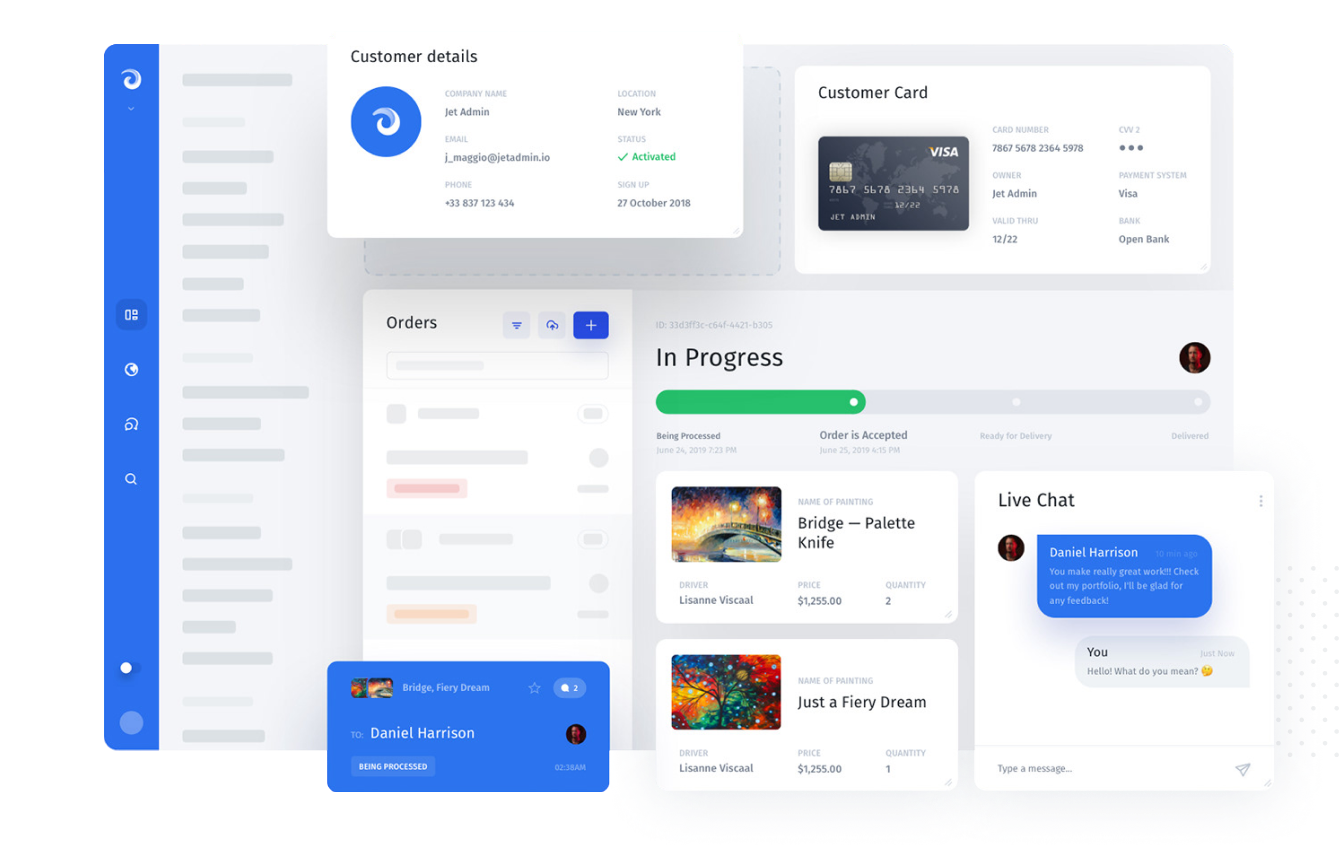 Customer details
COMPANY NAME
Jet Admin
LOCATION
New York
EMAIL
j_maggio@jetadmin.io
STATUS
Activated
PHONE
+33 837 123 434
SIGN UP
27 October 2018
Customer Card
VISA
7867 5678 2364 5978
12/22
JET ADMIN
CARD NUMBER
7867 5678 2364 5978
CVV 2
OWNER
Jet Admin
PAYMENT SYSTEM
Visa
VALID THRU
12/22
BANK
Open Bank
Orders
ID: 33d3ff3c-c64f-4421-b305
In Progress
Being Processed
June 24, 2019 7:23 PM
Order is Accepted
June 25, 2019 4:15 PM
Ready for Delivery
Delivered
NAME OF PAINTING
Bridge — Palette
Knife
DRIVER
Lisanne Viscaal
PRICE
$1,255.00
QUANTITY
2
NAME OF PAINTING
Just a Fiery Dream
DRIVER
Lisanne Viscaal
PRICE
$1,255.00
QUANTITY
1
Live Chat
Daniel Harrison 10 min ago
You make really great work!!! Check
out my portfolio, I'll be glad for
any feedback!
You Just Now
Hello! What do you mean? 🤔
Type a message...
Bridge, Fiery Dream 2
TO: Daniel Harrison
BEING PROCESSED 02:38AM